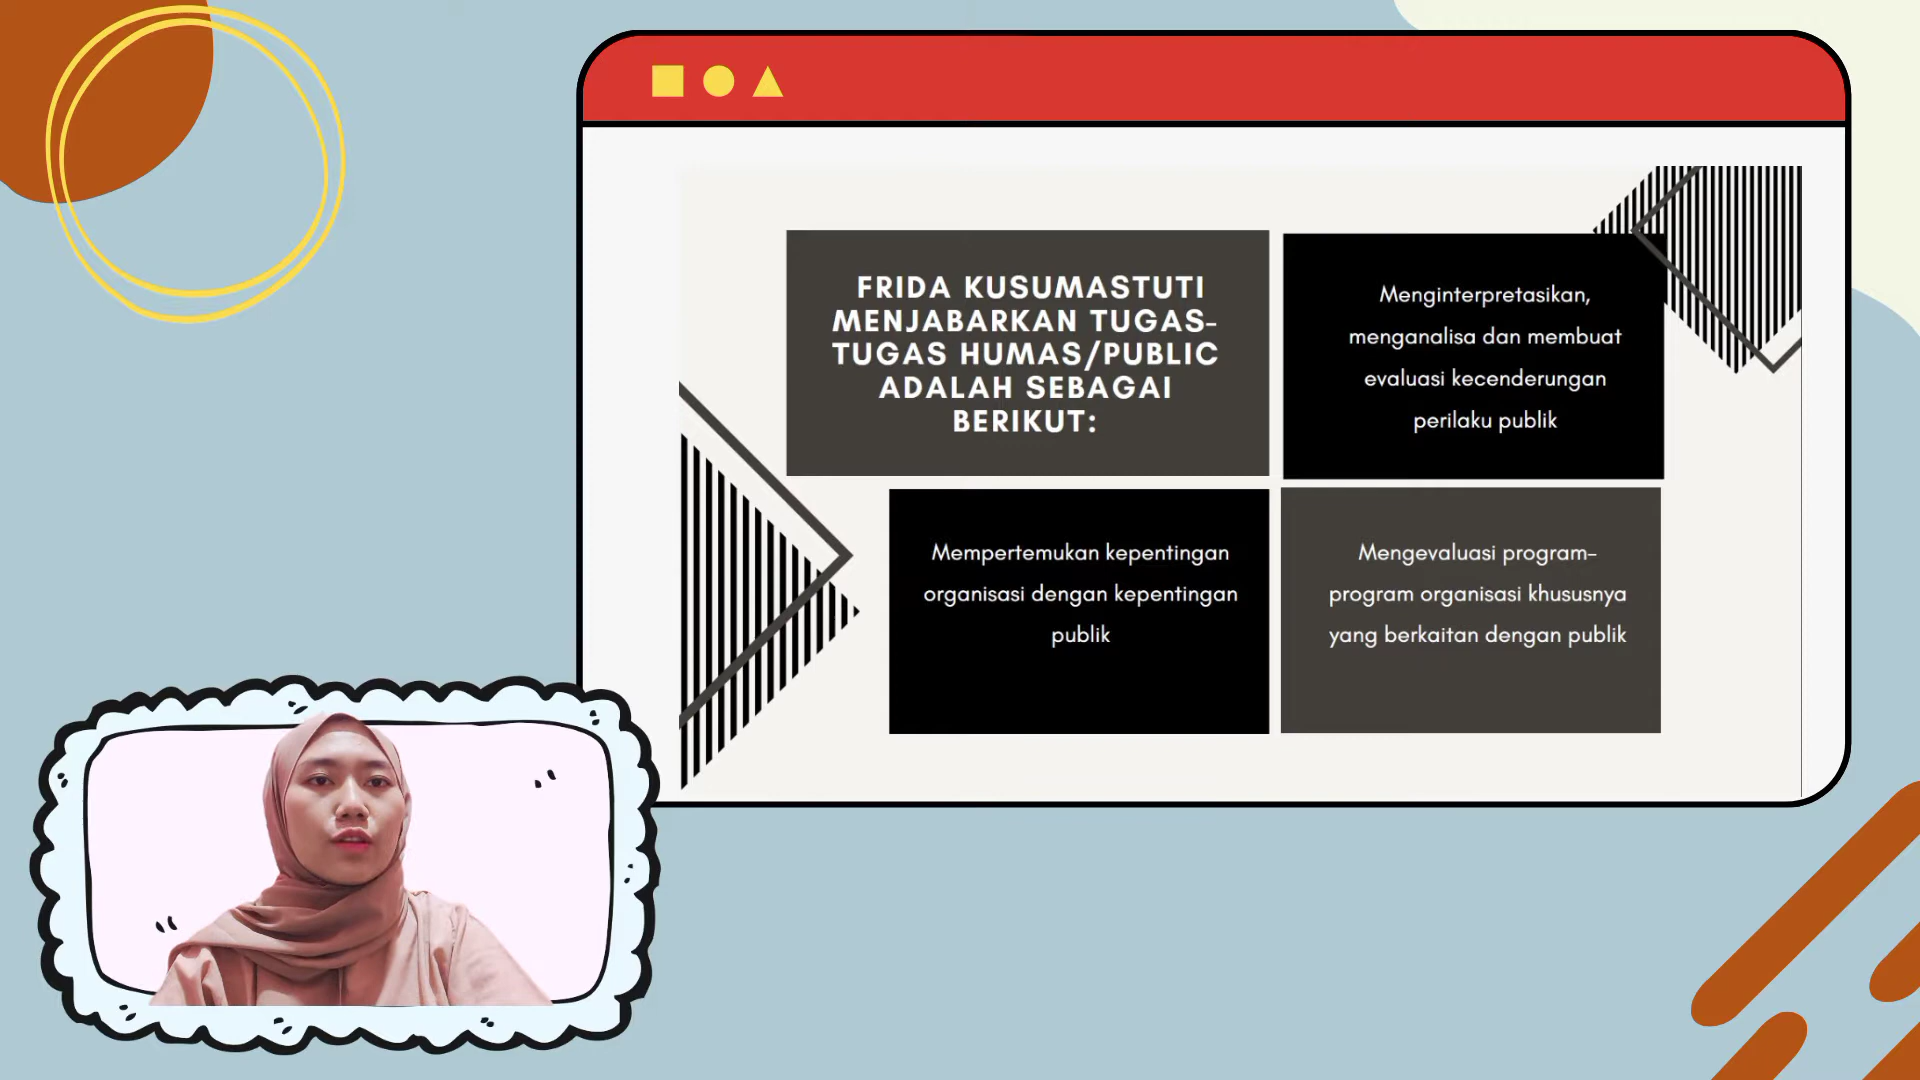 FRIDA KUSUMASTUTI
MENJABARKAN TUGAS-
TUGAS HUMAS/PUBLIC
ADALAH SEBAGAI
BERIKUT:
Menginterpretasikan,
menganalisa dan membuat
evaluasi kecenderungan
perilaku publik
Mempertemukan kepentingan
organisasi dengan kepentingan
publik
Mengevaluasi program-
program organisasi khususnya
yang berkaitan dengan publik